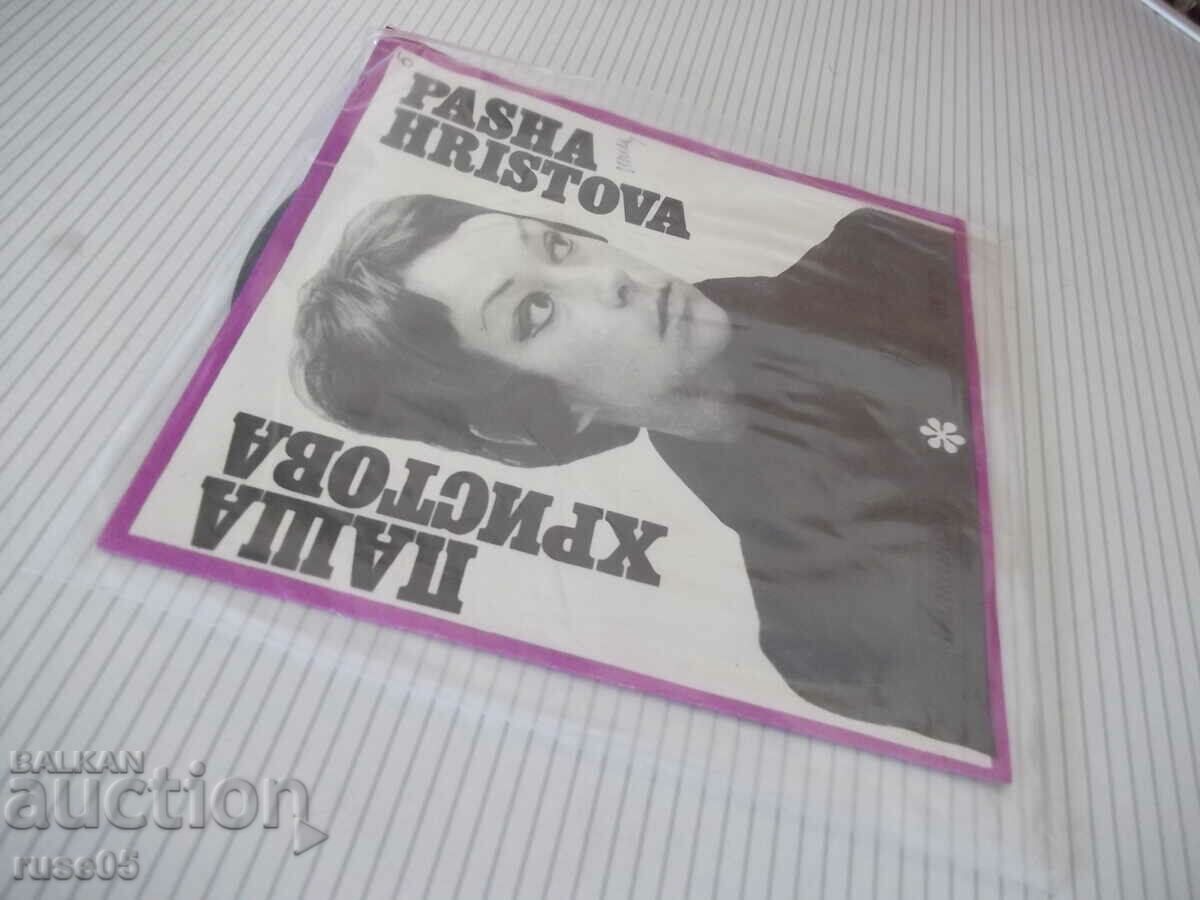 PASHA
HRISTOVA
ПАША
ХРИСТОВА
BALKAN
auction
ruse05